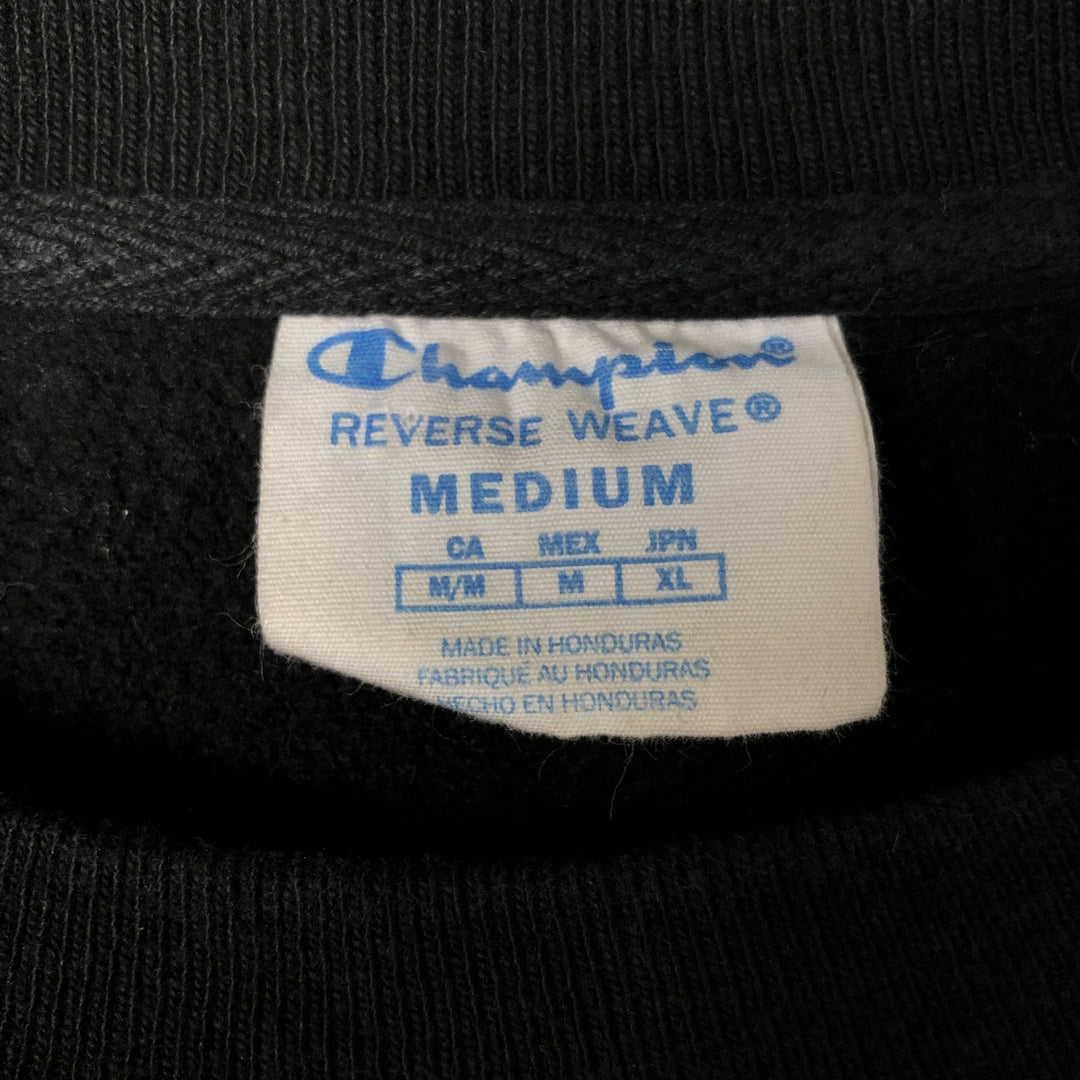 Champion®
REVERSE WEAVE®
MEDIUM
CA MEX JPN
M/M M XL
MADE IN HONDURAS
FABRIQUÉ AU HONDURAS
HECHO EN HONDURAS